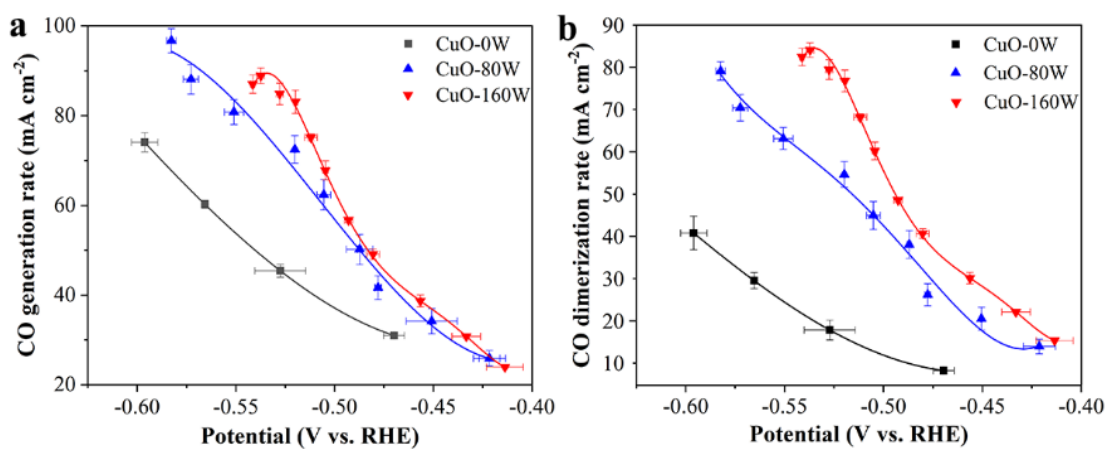 a
CO generation rate (mA cm⁻²)
100
80
60
40
20
CuO-0W
CuO-80W
CuO-160W
-0.60
-0.55
-0.50
-0.45
-0.40
Potential (V vs. RHE)
b
CO dimerization rate (mA cm⁻²)
90
80
70
60
50
40
30
20
10
CuO-0W
CuO-80W
CuO-160W
-0.60
-0.55
-0.50
-0.45
-0.40
Potential (V vs. RHE)